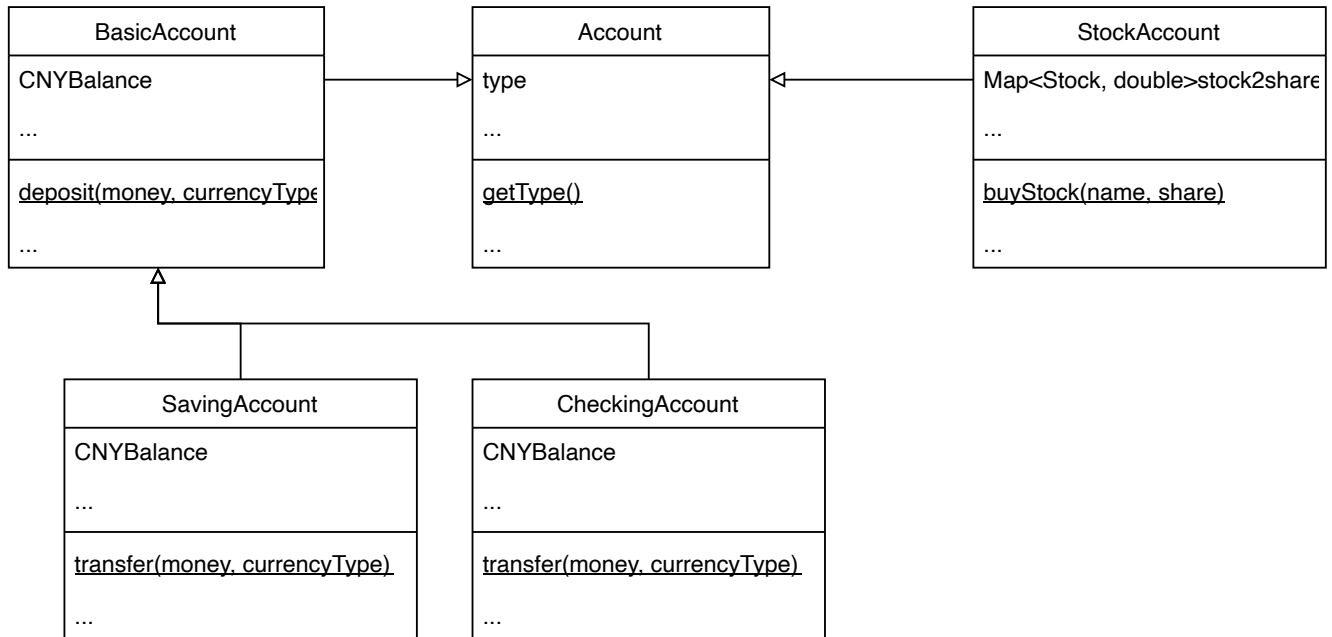 BasicAccount
CNYBalance
...
deposit(money, currencyType
...
Account
type
...
getType()
...
StockAccount
Map<Stock, double>stock2share
...
buyStock(name, share)
...
SavingAccount
CNYBalance
...
transfer(money, currencyType)
...
CheckingAccount
CNYBalance
...
transfer(money, currencyType)
...